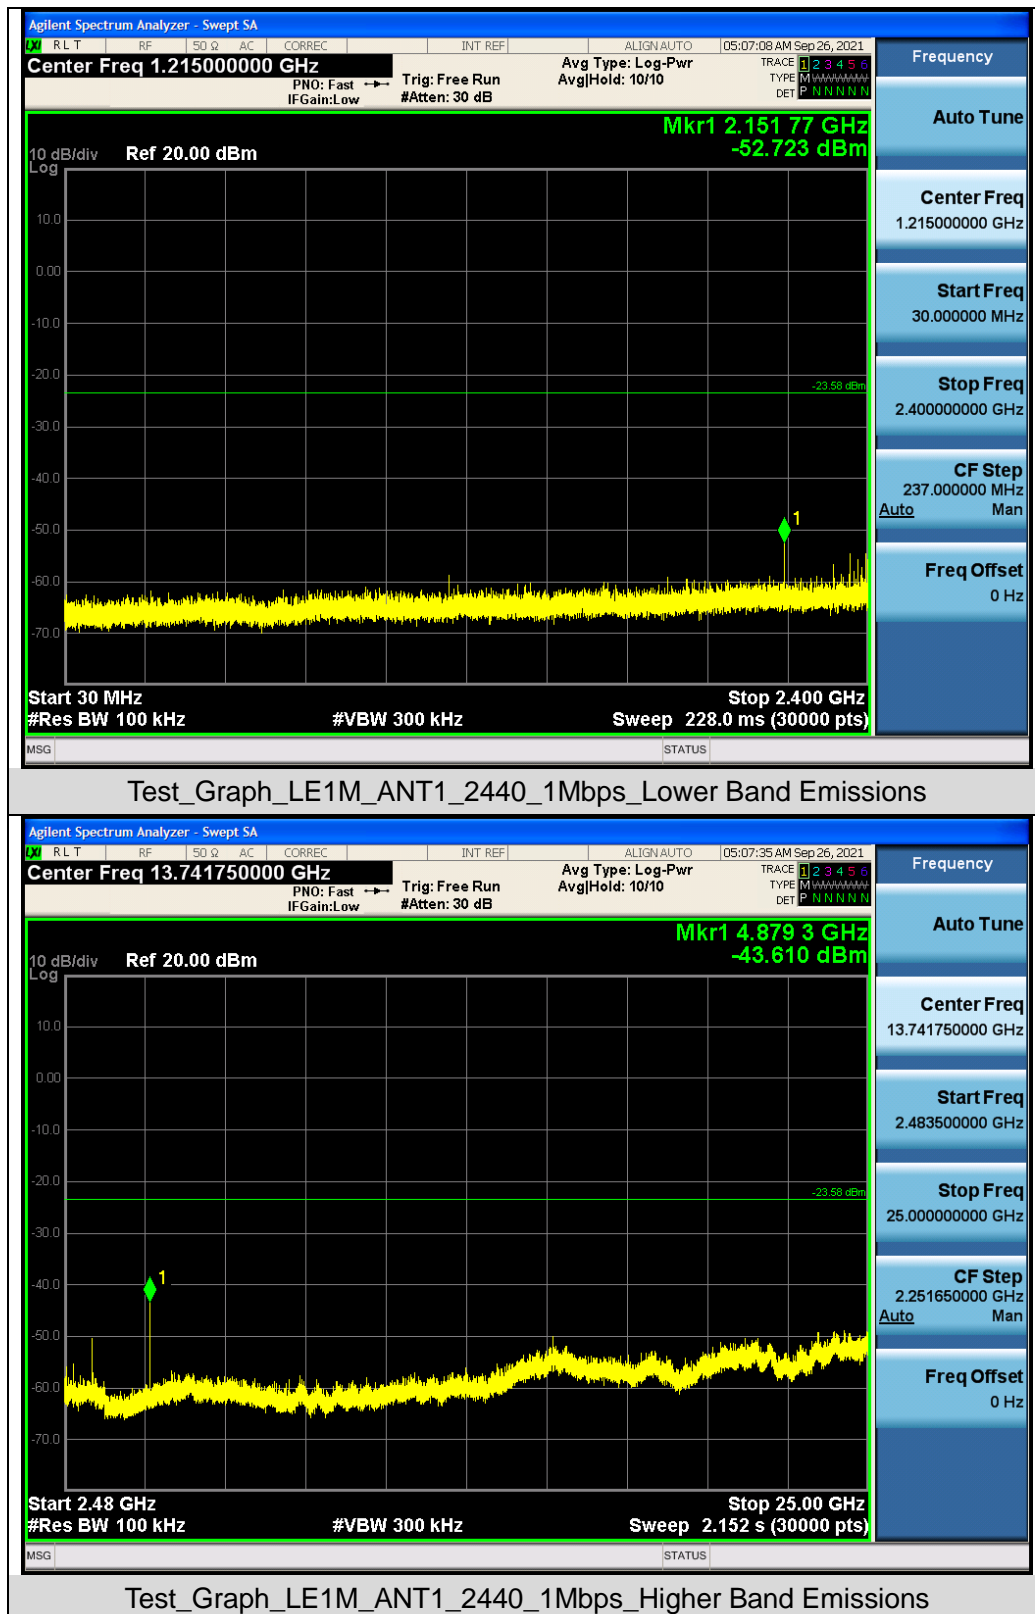 Agilent Spectrum Analyzer - Swept SA
LXI RL T RF 50 Ω AC CORREC INT REF ALIGN AUTO 05:07:08 AM Sep 26, 2021
Center Freq 1.215000000 GHz
PNO: Fast
IFGain:Low
Trig: Free Run
#Atten: 30 dB
Avg Type: Log-Pwr
Avg|Hold: 10/10
TRACE 1 2 3 4 5 6
TYPE M
DET P N N N N N
Mkr1 2.151 77 GHz
-52.723 dBm
10 dB/div Ref 20.00 dBm
Log
10.0
0.00
-10.0
-20.0
-23.58 dBm
-30.0
-40.0
-50.0
1
-60.0
-70.0
Start 30 MHz Stop 2.400 GHz
#Res BW 100 kHz #VBW 300 kHz Sweep 228.0 ms (30000 pts)
MSG STATUS
Frequency
Auto Tune
Center Freq
1.215000000 GHz
Start Freq
30.000000 MHz
Stop Freq
2.400000000 GHz
CF Step
237.000000 MHz
Auto Man
Freq Offset
0 Hz
Test_Graph_LE1M_ANT1_2440_1Mbps_Lower Band Emissions
Agilent Spectrum Analyzer - Swept SA
LXI RL T RF 50 Ω AC CORREC INT REF ALIGN AUTO 05:07:35 AM Sep 26, 2021
Center Freq 13.741750000 GHz
PNO: Fast
IFGain:Low
Trig: Free Run
#Atten: 30 dB
Avg Type: Log-Pwr
Avg|Hold: 10/10
TRACE 1 2 3 4 5 6
TYPE M
DET P N N N N N
Mkr1 4.879 3 GHz
-43.610 dBm
10 dB/div Ref 20.00 dBm
Log
10.0
0.00
-10.0
-20.0
-23.58 dBm
-30.0
-40.0
1
-50.0
-60.0
-70.0
Start 2.48 GHz Stop 25.00 GHz
#Res BW 100 kHz #VBW 300 kHz Sweep 2.152 s (30000 pts)
MSG STATUS
Frequency
Auto Tune
Center Freq
13.741750000 GHz
Start Freq
2.483500000 GHz
Stop Freq
25.000000000 GHz
CF Step
2.251650000 GHz
Auto Man
Freq Offset
0 Hz
Test_Graph_LE1M_ANT1_2440_1Mbps_Higher Band Emissions